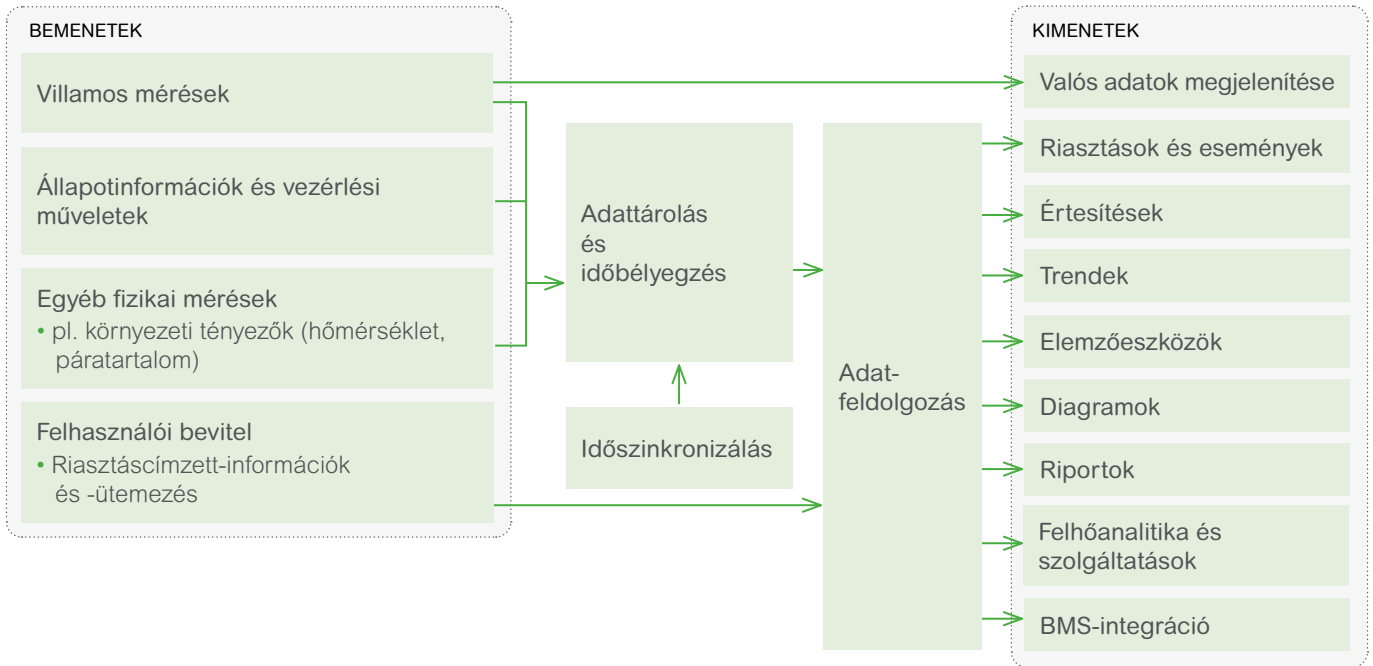 BEMENETEK
Villamos mérések
Állapotinformációk és vezérlési
műveletek
Egyéb fizikai mérések
• pl. környezeti tényezők (hőmérséklet,
páratartalom)
Felhasználói bevitel
• Riasztáscímzett-információk
és -ütemezés
Adattárolás
és
időbélyegzés
Időszinkronizálás
Adat-
feldolgozás
KIMENETEK
Valós adatok megjelenítése
Riasztások és események
Értesítések
Trendek
Elemzőeszközök
Diagramok
Riportok
Felhőanalitika és
szolgáltatások
BMS-integráció